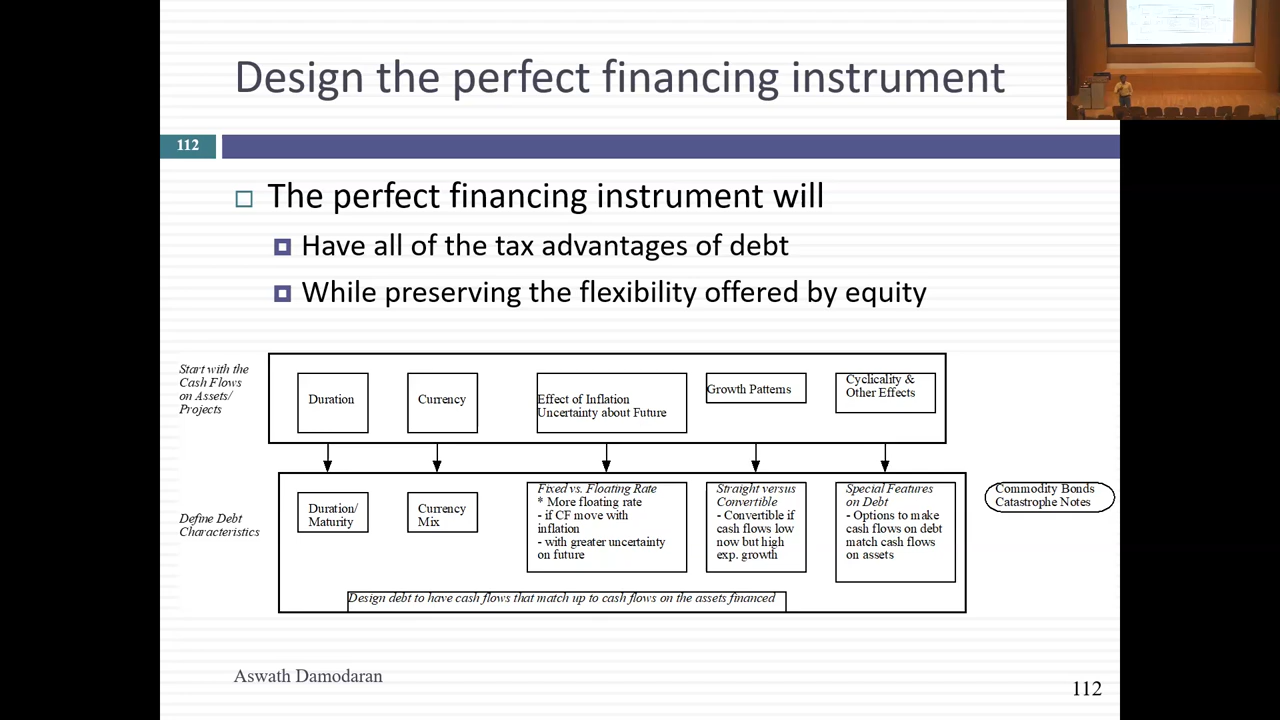 Design the perfect financing instrument
112
The perfect financing instrument will
Have all of the tax advantages of debt
While preserving the flexibility offered by equity
Start with the
Cash Flows
on Assets/
Projects
Duration
Currency
Effect of Inflation
Uncertainty about Future
Growth Patterns
Cyclicality &
Other Effects
Define Debt
Characteristics
Duration/
Maturity
Currency
Mix
Fixed vs. Floating Rate
* More floating rate
- if CF move with
inflation
- with greater uncertainty
on future
Straight versus
Convertible
- Convertible if
cash flows low
now but high
exp. growth
Special Features
on Debt
- Options to make
cash flows on debt
match cash flows
on assets
Commodity Bonds
Catastrophe Notes
Design debt to have cash flows that match up to cash flows on the assets financed
Aswath Damodaran
112